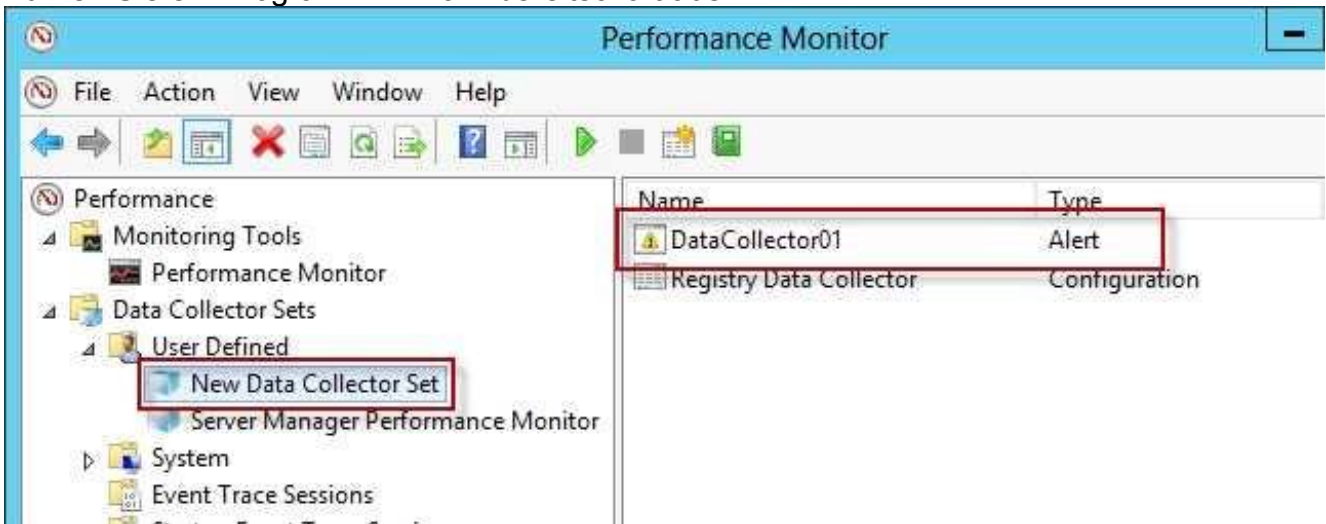 Performance Monitor
File Action View Window Help
Performance
Monitoring Tools
Performance Monitor
Data Collector Sets
User Defined
New Data Collector Set
Server Manager Performance Monitor
System
Event Trace Sessions
Name Type
DataCollector01 Alert
Registry Data Collector Configuration